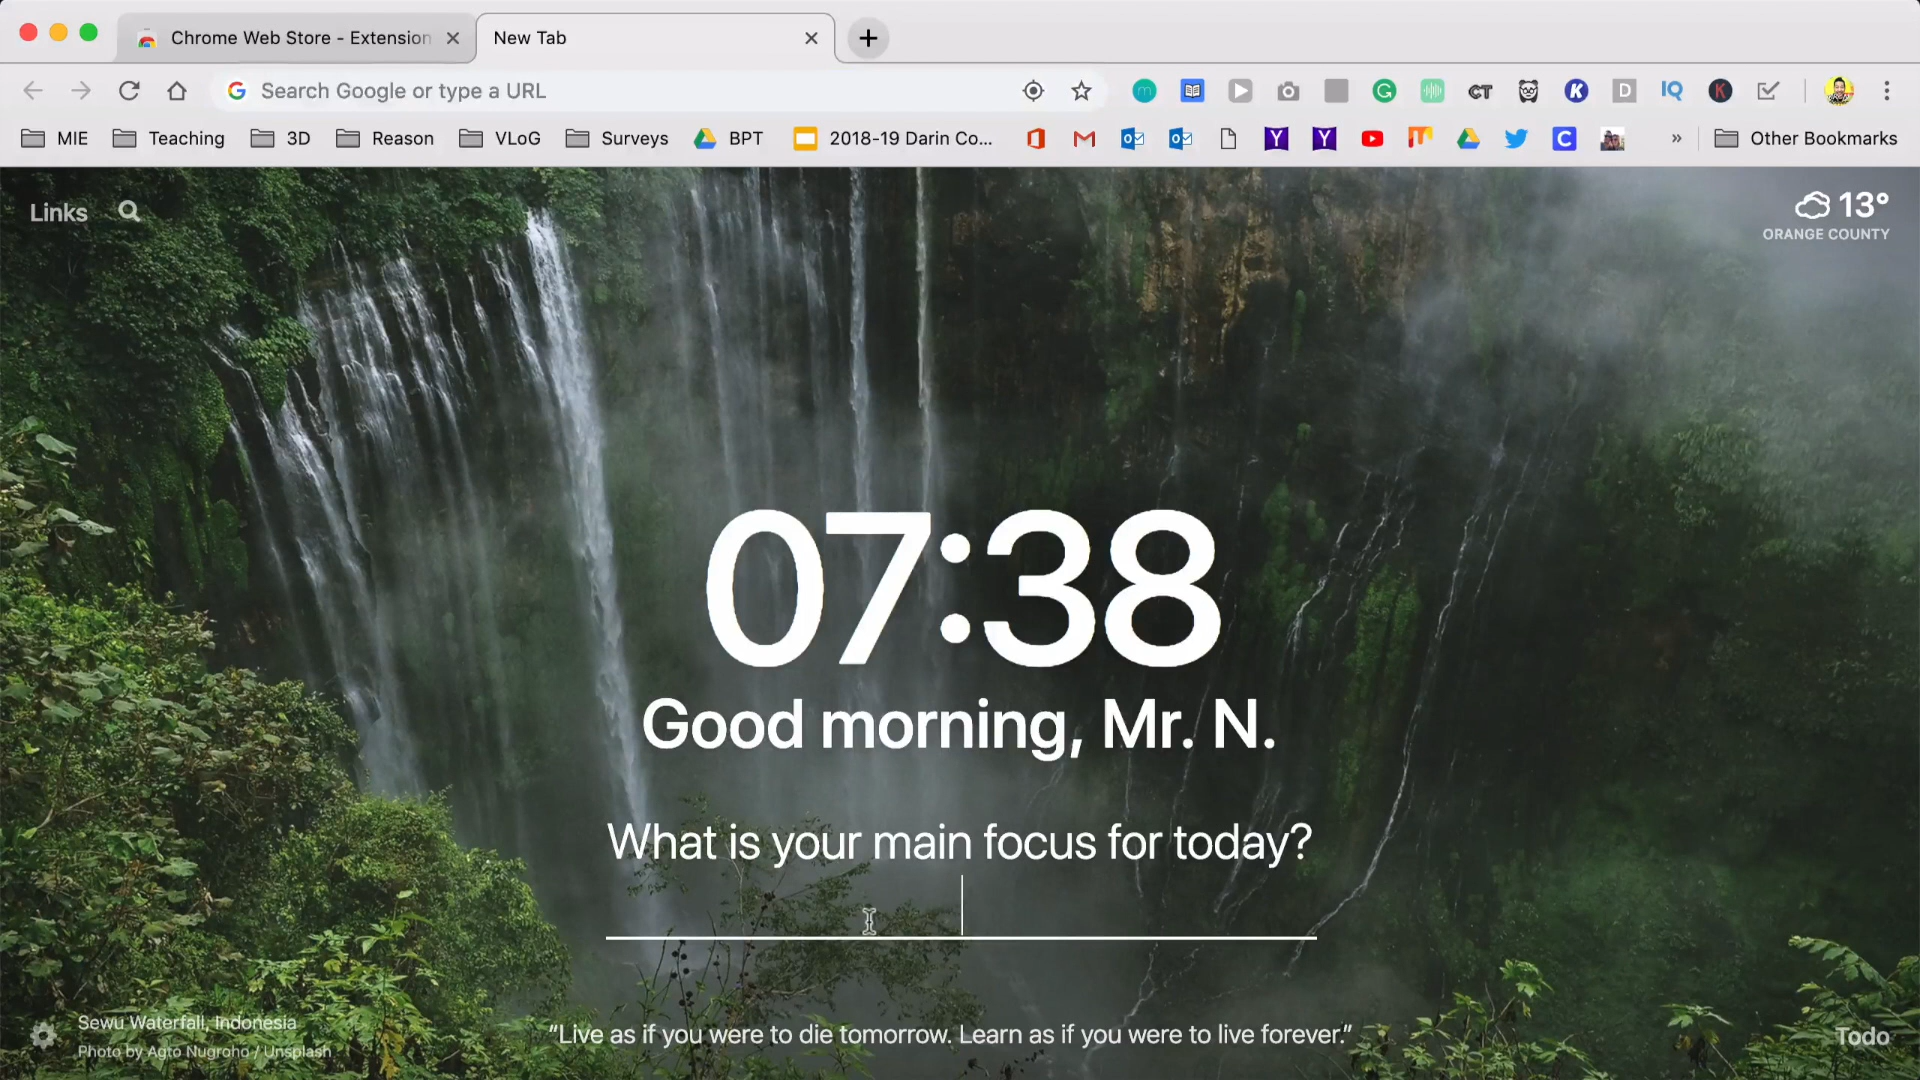 Chrome Web Store - Extension
New Tab
Search Google or type a URL
CT
K
D
IQ
K
MIE
Teaching
3D
Reason
VLoG
Surveys
BPT
2018-19 Darin Co...
Y
Y
C
»
Other Bookmarks
Links
13°
ORANGE COUNTY
07:38
Good morning, Mr. N.
What is your main focus for today?
Sewu Waterfall, Indonesia
Photo by Agto Nugroho / Unsplash
“Live as if you were to die tomorrow. Learn as if you were to live forever.”
Todo